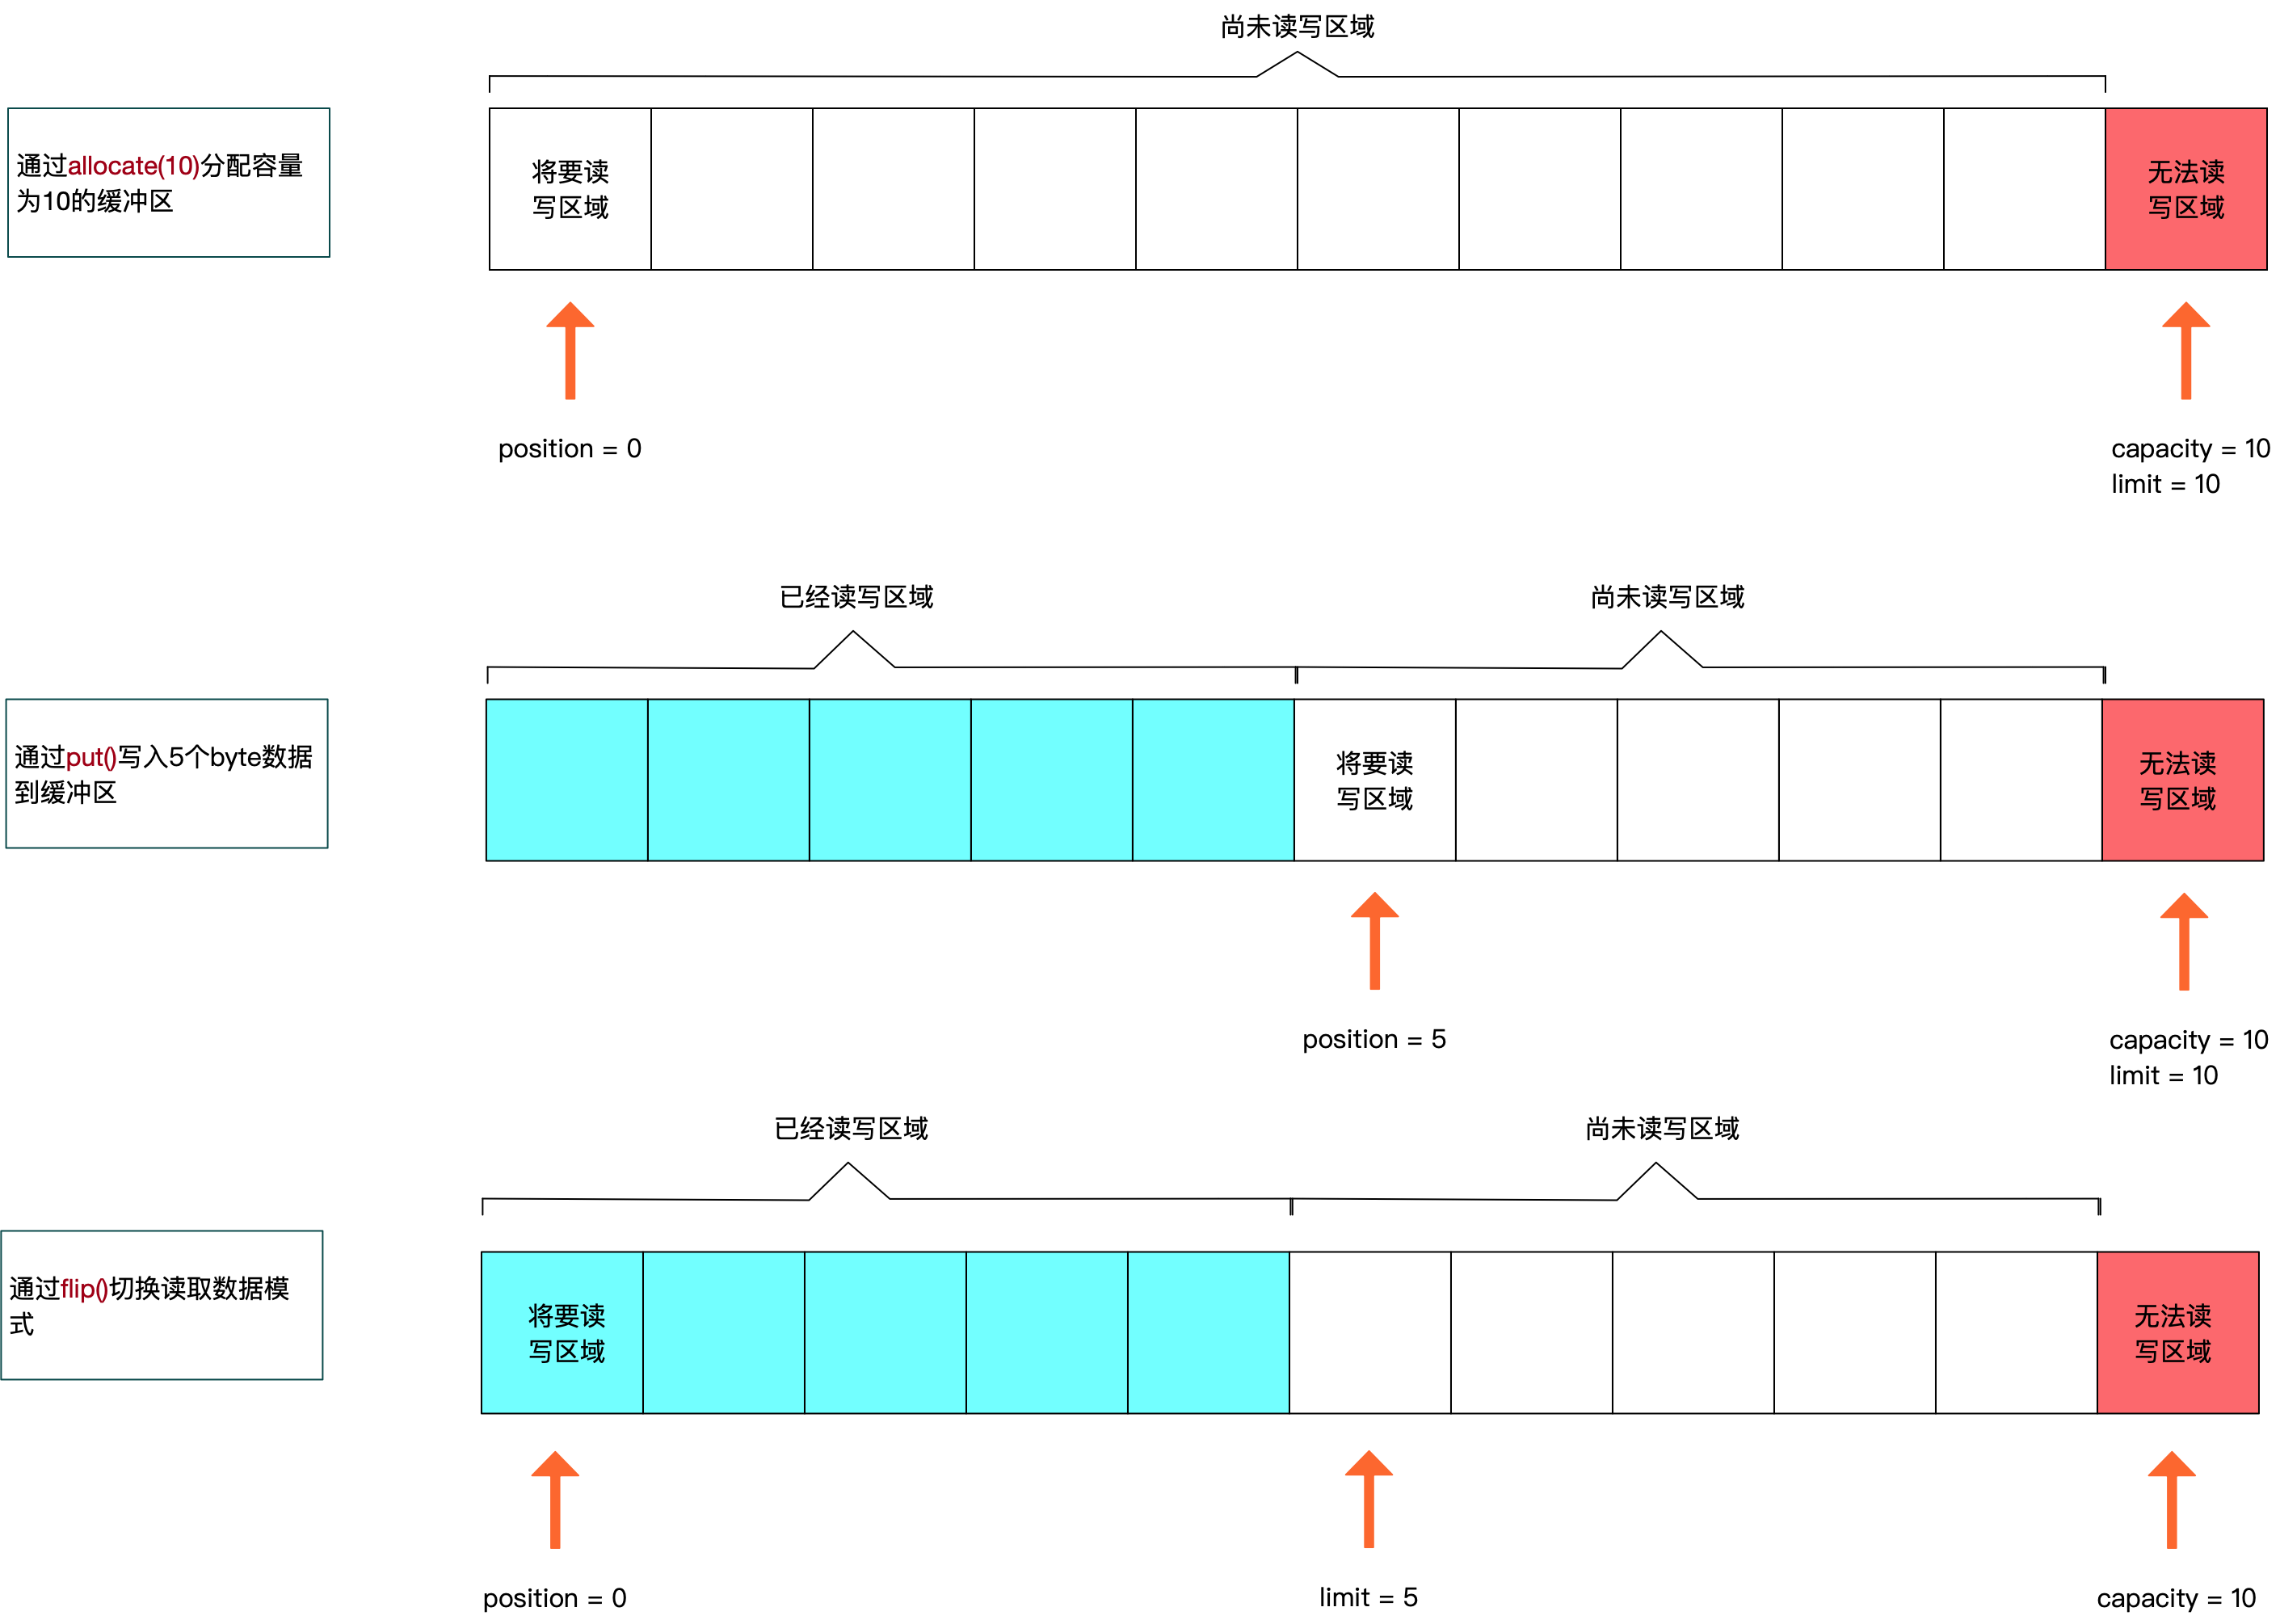 尚未读写区域
通过allocate(10)分配容量
为10的缓冲区
将要读
写区域
无法读
写区域
position = 0
capacity = 10
limit = 10
已经读写区域
尚未读写区域
通过put()写入5个byte数据
到缓冲区
将要读
写区域
无法读
写区域
position = 5
capacity = 10
limit = 10
已经读写区域
尚未读写区域
通过flip()切换读取数据模
式
将要读
写区域
无法读
写区域
position = 0
limit = 5
capacity = 10